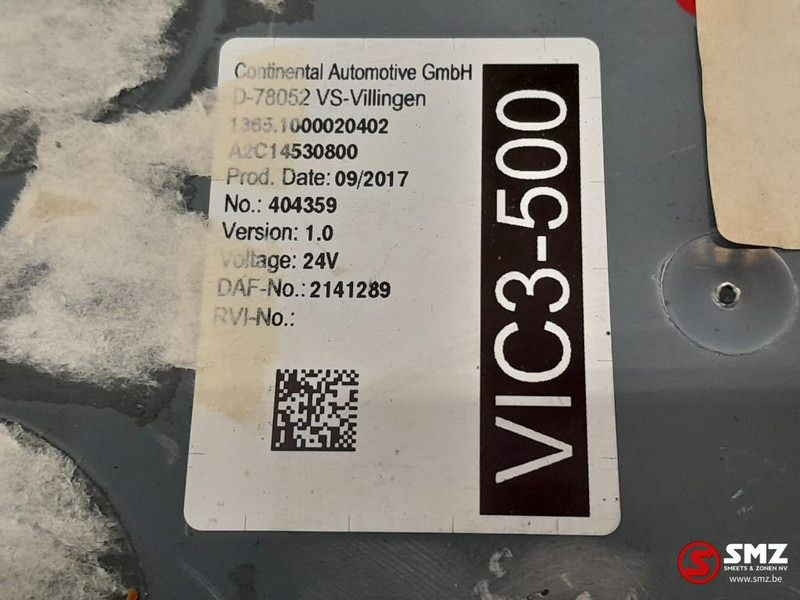 Continental Automotive GmbH
D-78052 VS-Villingen
1365.1000020402
A2C14530800
Prod. Date: 09/2017
No.: 404359
Version: 1.0
Voltage: 24V
DAF-No.: 2141289
RVI-No.:
VIC3-500
SMZ
SMEETS & ZONEN NV
www.smz.be